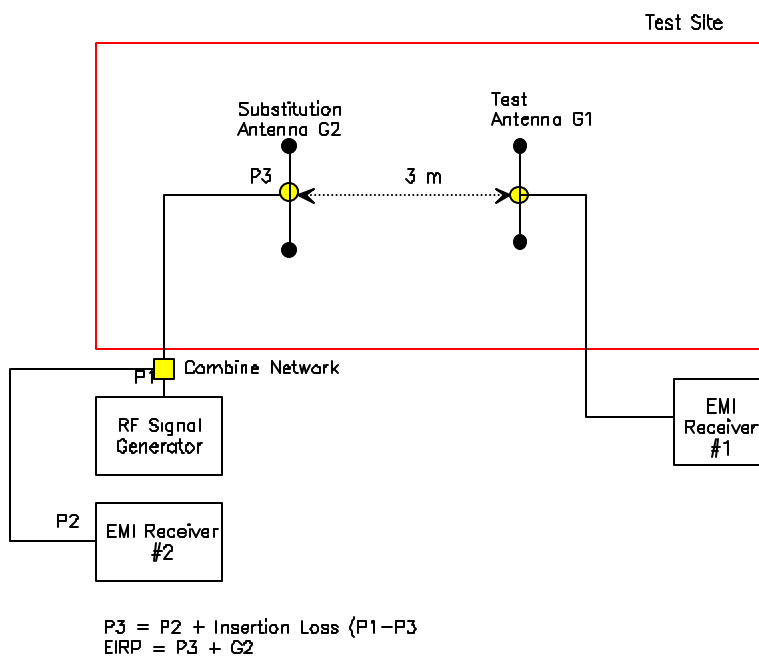 Test Site
Substitution
Antenna G2
Test
Antenna G1
P3
3 m
Combine Network
P1
RF Signal
Generator
EMI
Receiver
#1
P2
EMI Receiver
#2
P3 = P2 + Insertion Loss (P1-P3
EIRP = P3 + G2